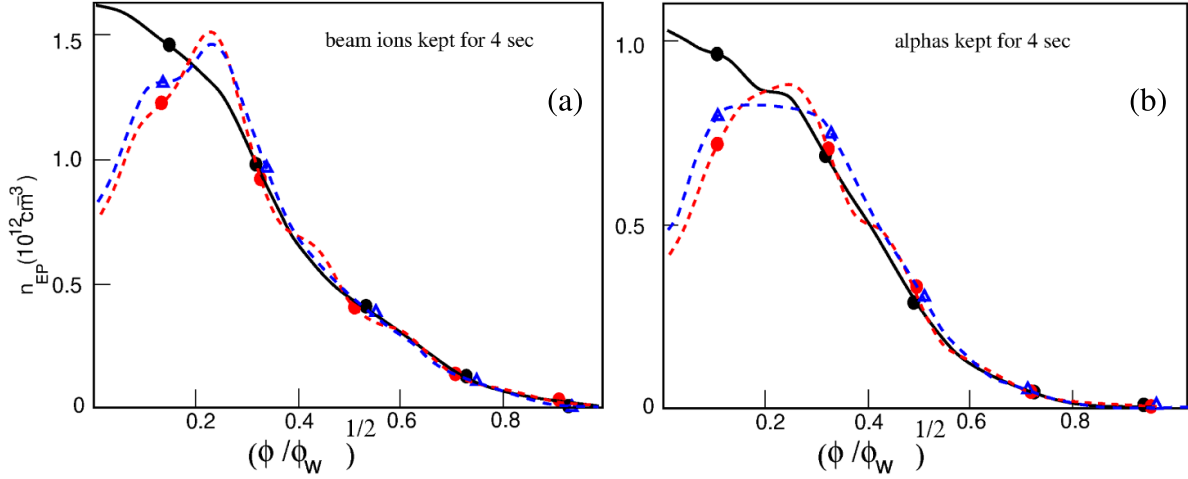 beam ions kept for 4 sec
(a)
1.5
1.0
0.5
0
n_EP (10^12 cm^3)
0.2 0.4 0.6 0.8
(ϕ /ϕ_W )^1/2
alphas kept for 4 sec
(b)
1.0
0.5
0
0.2 0.4 0.6 0.8
(ϕ /ϕ_W )^1/2